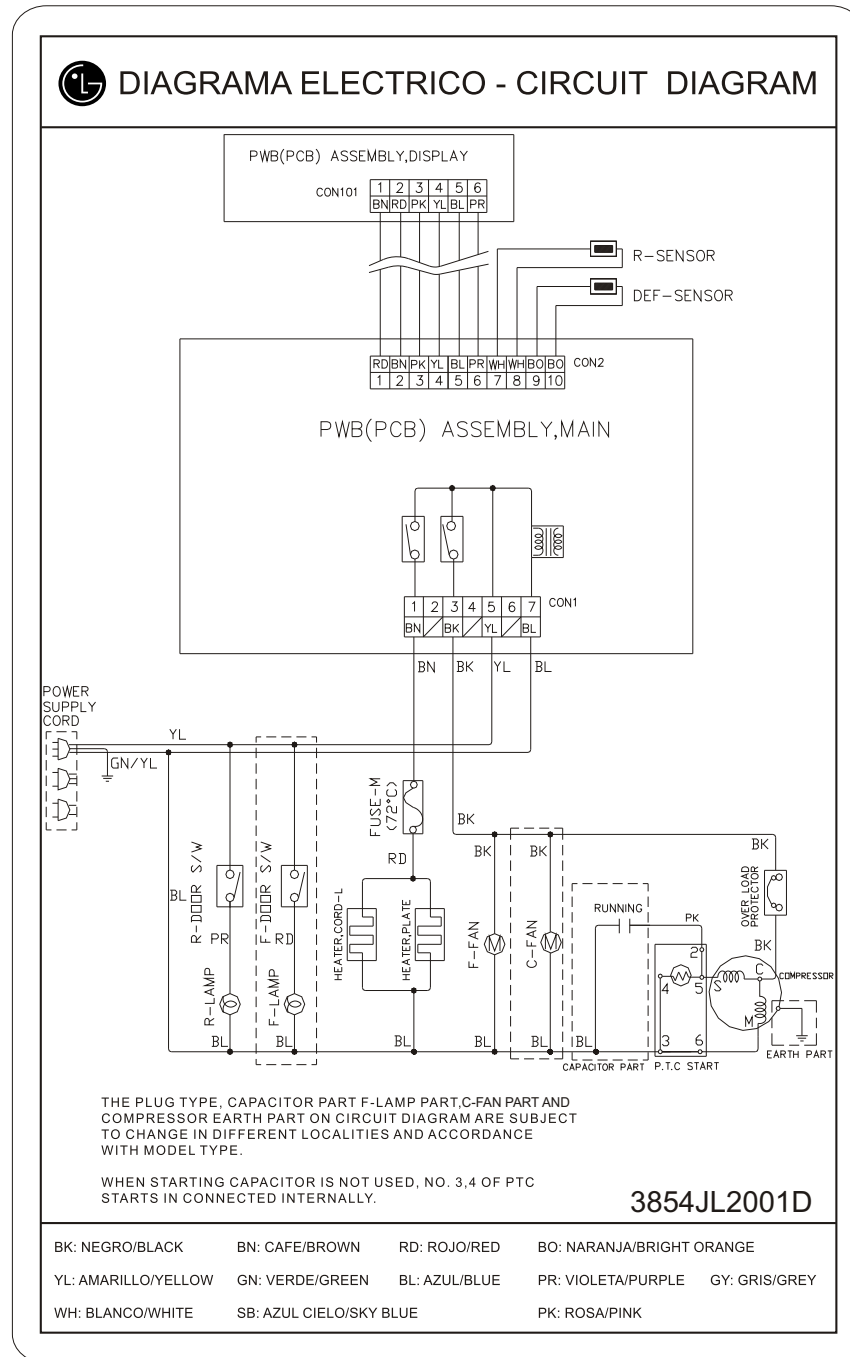 DIAGRAMA ELECTRICO - CIRCUIT DIAGRAM
PWB(PCB) ASSEMBLY,DISPLAY
CON101
1 2 3 4 5 6
BN RD PK YL BL PR
R-SENSOR
DEF-SENSOR
RD BN PK YL BL PR WH WH BO BO
CON2
1 2 3 4 5 6 7 8 9 10
PWB(PCB) ASSEMBLY,MAIN
1 2 3 4 5 6 7
CON1
BN BK YL BL
BN BK YL BL
POWER
SUPPLY
CORD
YL
GN/YL
FUSE-M
(72°C)
BK
RD
BK
BK
BK
R-DOOR S/W
F-DOOR S/W
BL
PR
RD
HEATER,CORD-L
HEATER,PLATE
F-FAN
C-FAN
RUNNING
PK
OVER LOAD
PROTECTOR
BK
2
4
5
S
C
COMPRESSOR
M
R-LAMP
F-LAMP
BL
BL
BL
BL
BL
BL
3
6
EARTH PART
CAPACITOR PART
P.T.C START
THE PLUG TYPE, CAPACITOR PART F-LAMP PART,C-FAN PART AND
COMPRESSOR EARTH PART ON CIRCUIT DIAGRAM ARE SUBJECT
TO CHANGE IN DIFFERENT LOCALITIES AND ACCORDANCE
WITH MODEL TYPE.
WHEN STARTING CAPACITOR IS NOT USED, NO. 3,4 OF PTC
STARTS IN CONNECTED INTERNALLY.
3854JL2001D
BK: NEGRO/BLACK BN: CAFE/BROWN RD: ROJO/RED BO: NARANJA/BRIGHT ORANGE
YL: AMARILLO/YELLOW GN: VERDE/GREEN BL: AZUL/BLUE PR: VIOLETA/PURPLE GY: GRIS/GREY
WH: BLANCO/WHITE SB: AZUL CIELO/SKY BLUE PK: ROSA/PINK